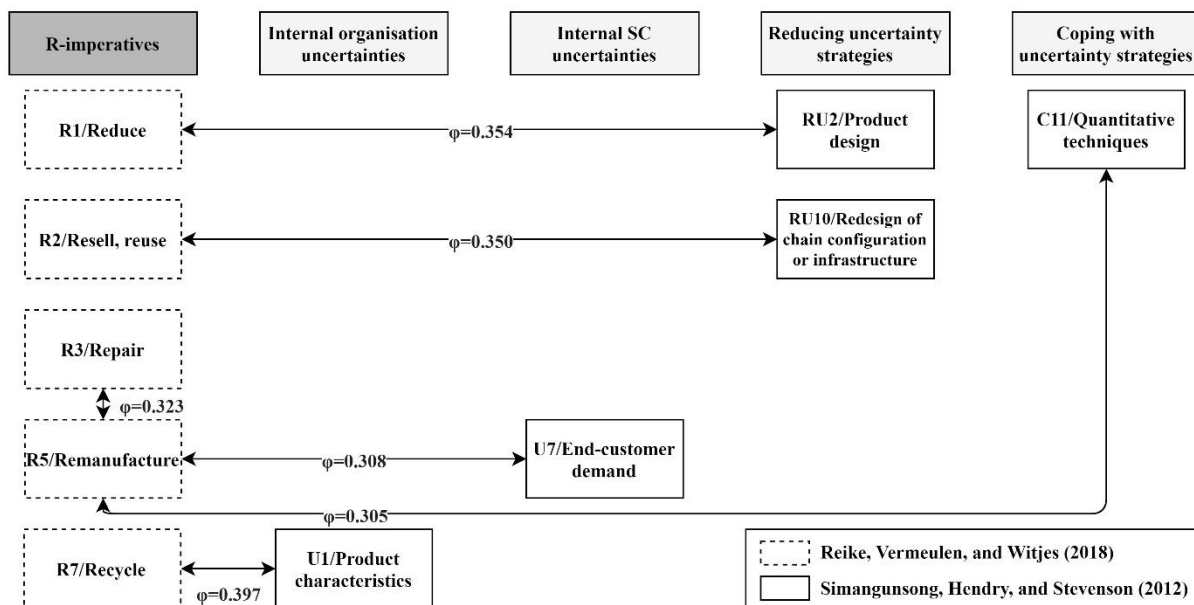 R-imperatives
Internal organisation
uncertainties
Internal SC
uncertainties
Reducing uncertainty
strategies
Coping with
uncertainty strategies
R1/Reduce
φ=0.354
RU2/Product
design
C11/Quantitative
techniques
R2/Resell, reuse
φ=0.350
RU10/Redesign of
chain configuration
or infrastructure
R3/Repair
φ=0.323
R5/Remanufacture
φ=0.308
U7/End-customer
demand
φ=0.305
R7/Recycle
φ=0.397
U1/Product
characteristics
Reike, Vermeulen, and Witjes (2018)
Simangunsong, Hendry, and Stevenson (2012)